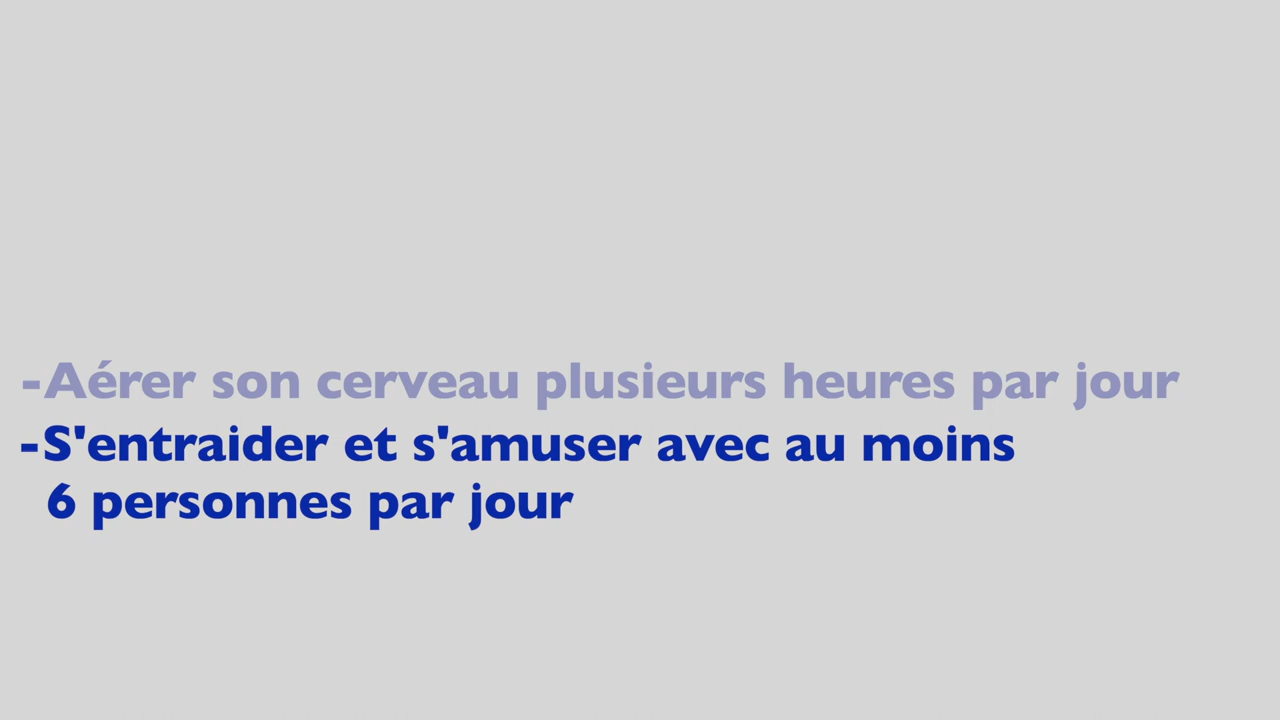 -Aérer son cerveau plusieurs heures par jour
-S'entraider et s'amuser avec au moins
6 personnes par jour